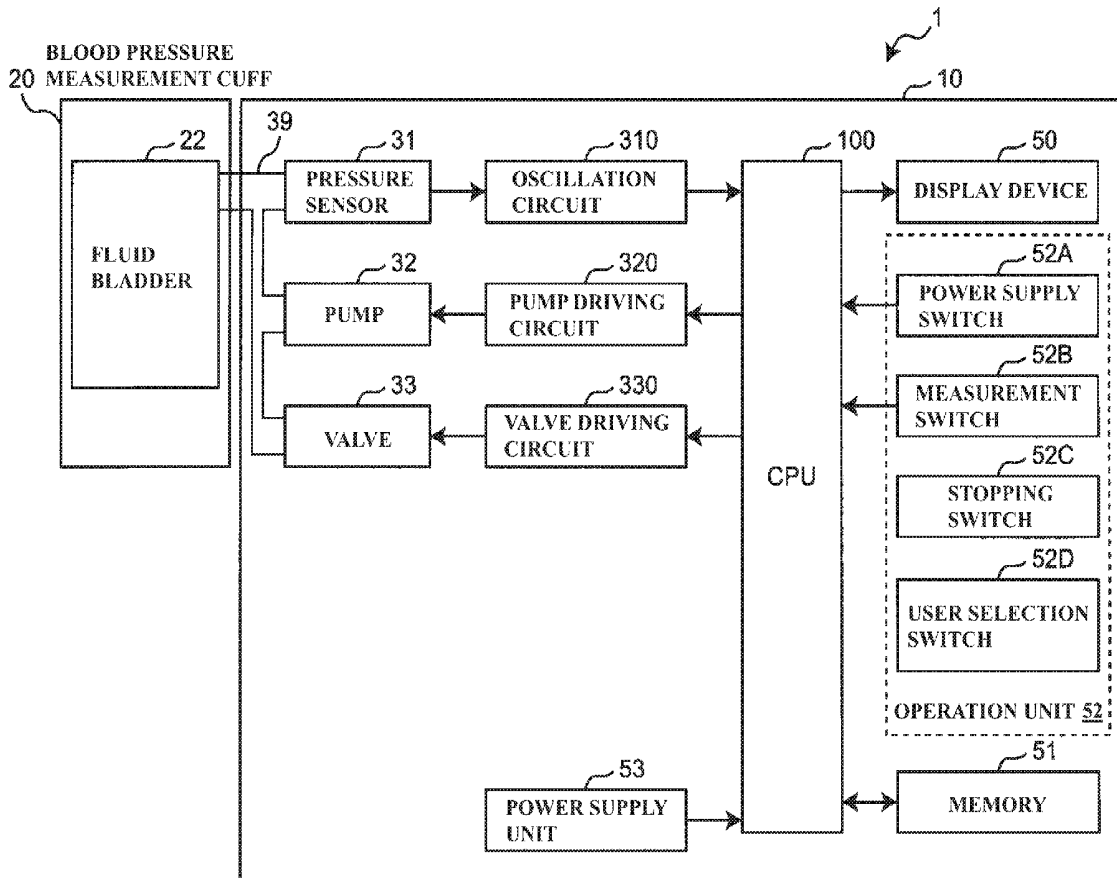 1
BLOOD PRESSURE
20 MEASUREMENT CUFF
10
22
39
31
310
100
50
PRESSURE
SENSOR
OSCILLATION
CIRCUIT
DISPLAY DEVICE
FLUID
BLADDER
32
320
52A
PUMP
PUMP DRIVING
CIRCUIT
POWER SUPPLY
SWITCH
33
330
52B
VALVE
VALVE DRIVING
CIRCUIT
MEASUREMENT
SWITCH
CPU
52C
STOPPING
SWITCH
52D
USER SELECTION
SWITCH
OPERATION UNIT 52
53
51
POWER SUPPLY
UNIT
MEMORY